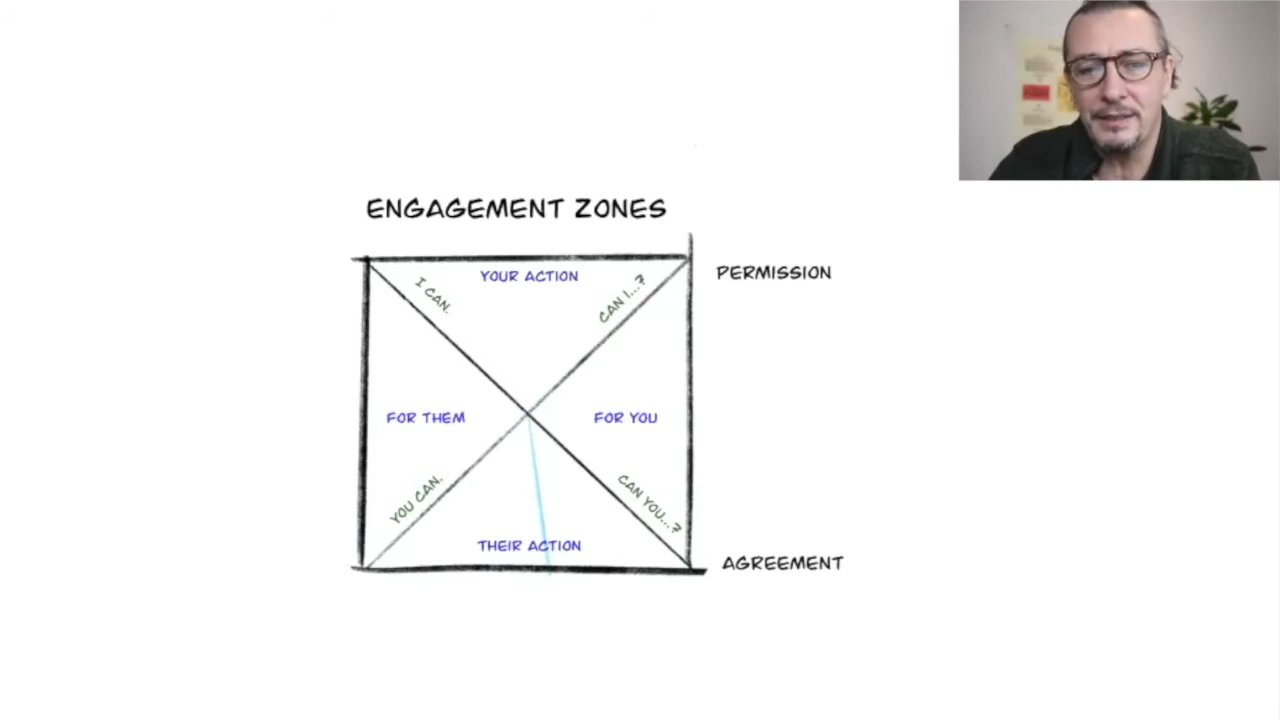 ENGAGEMENT ZONES
YOUR ACTION
PERMISSION
I CAN.
CAN I...?
FOR THEM
FOR YOU
YOU CAN.
CAN YOU...?
THEIR ACTION
AGREEMENT